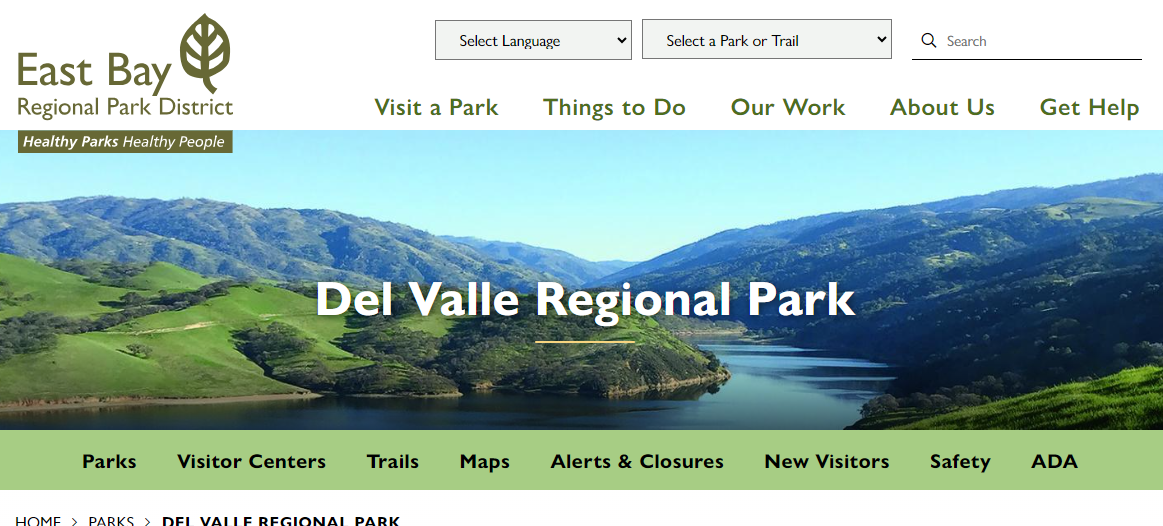 East Bay
Regional Park District
Healthy Parks Healthy People
Select Language
Select a Park or Trail
Search
Visit a Park
Things to Do
Our Work
About Us
Get Help
Del Valle Regional Park
Parks
Visitor Centers
Trails
Maps
Alerts & Closures
New Visitors
Safety
ADA
HOME > PARKS > DEL VALLE REGIONAL PARK